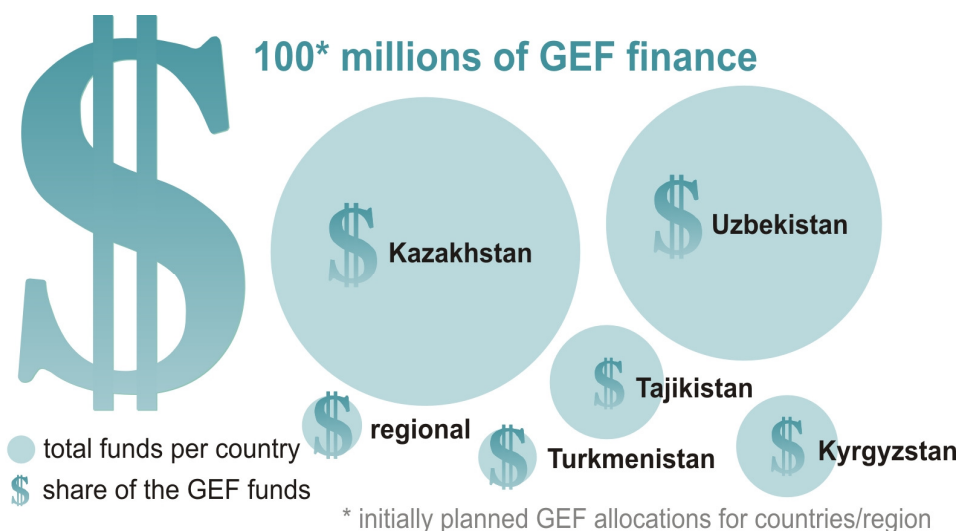 100* millions of GEF finance
Kazakhstan
Uzbekistan
Tajikistan
regional
Turkmenistan
Kyrgyzstan
total funds per country
$ share of the GEF funds
* initially planned GEF allocations for countries/region